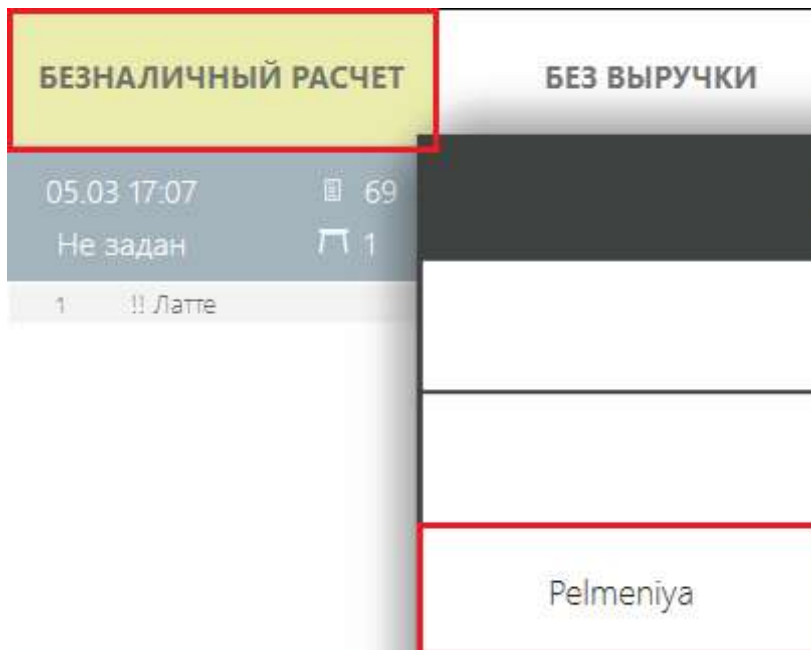 БЕЗНАЛИЧНЫЙ РАСЧЕТ
БЕЗ ВЫРУЧКИ
05.03 17:07 69
Не задан 1
1 !! Латте
Pelmeniya